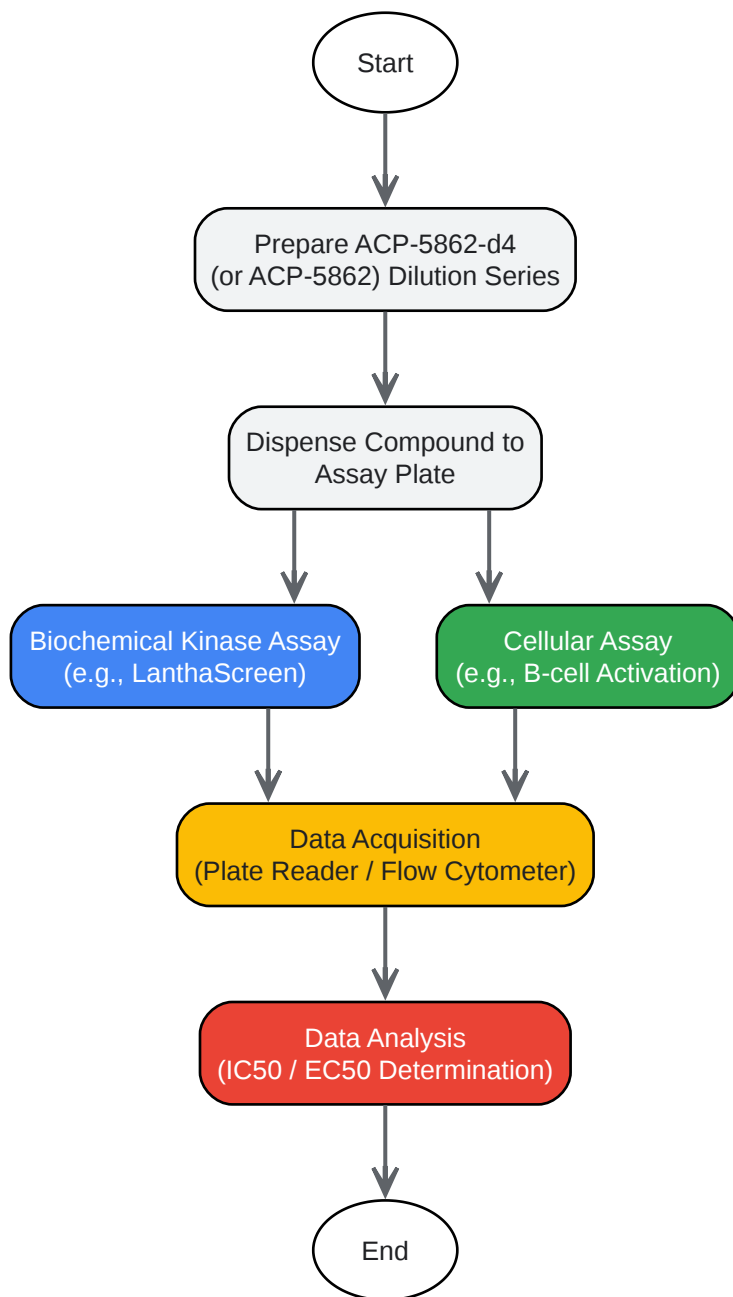 Start
Prepare ACP-5862-d4
(or ACP-5862) Dilution Series
Dispense Compound to
Assay Plate
Biochemical Kinase Assay
(e.g., LanthaScreen)
Cellular Assay
(e.g., B-cell Activation)
Data Acquisition
(Plate Reader / Flow Cytometer)
Data Analysis
(IC50 / EC50 Determination)
End